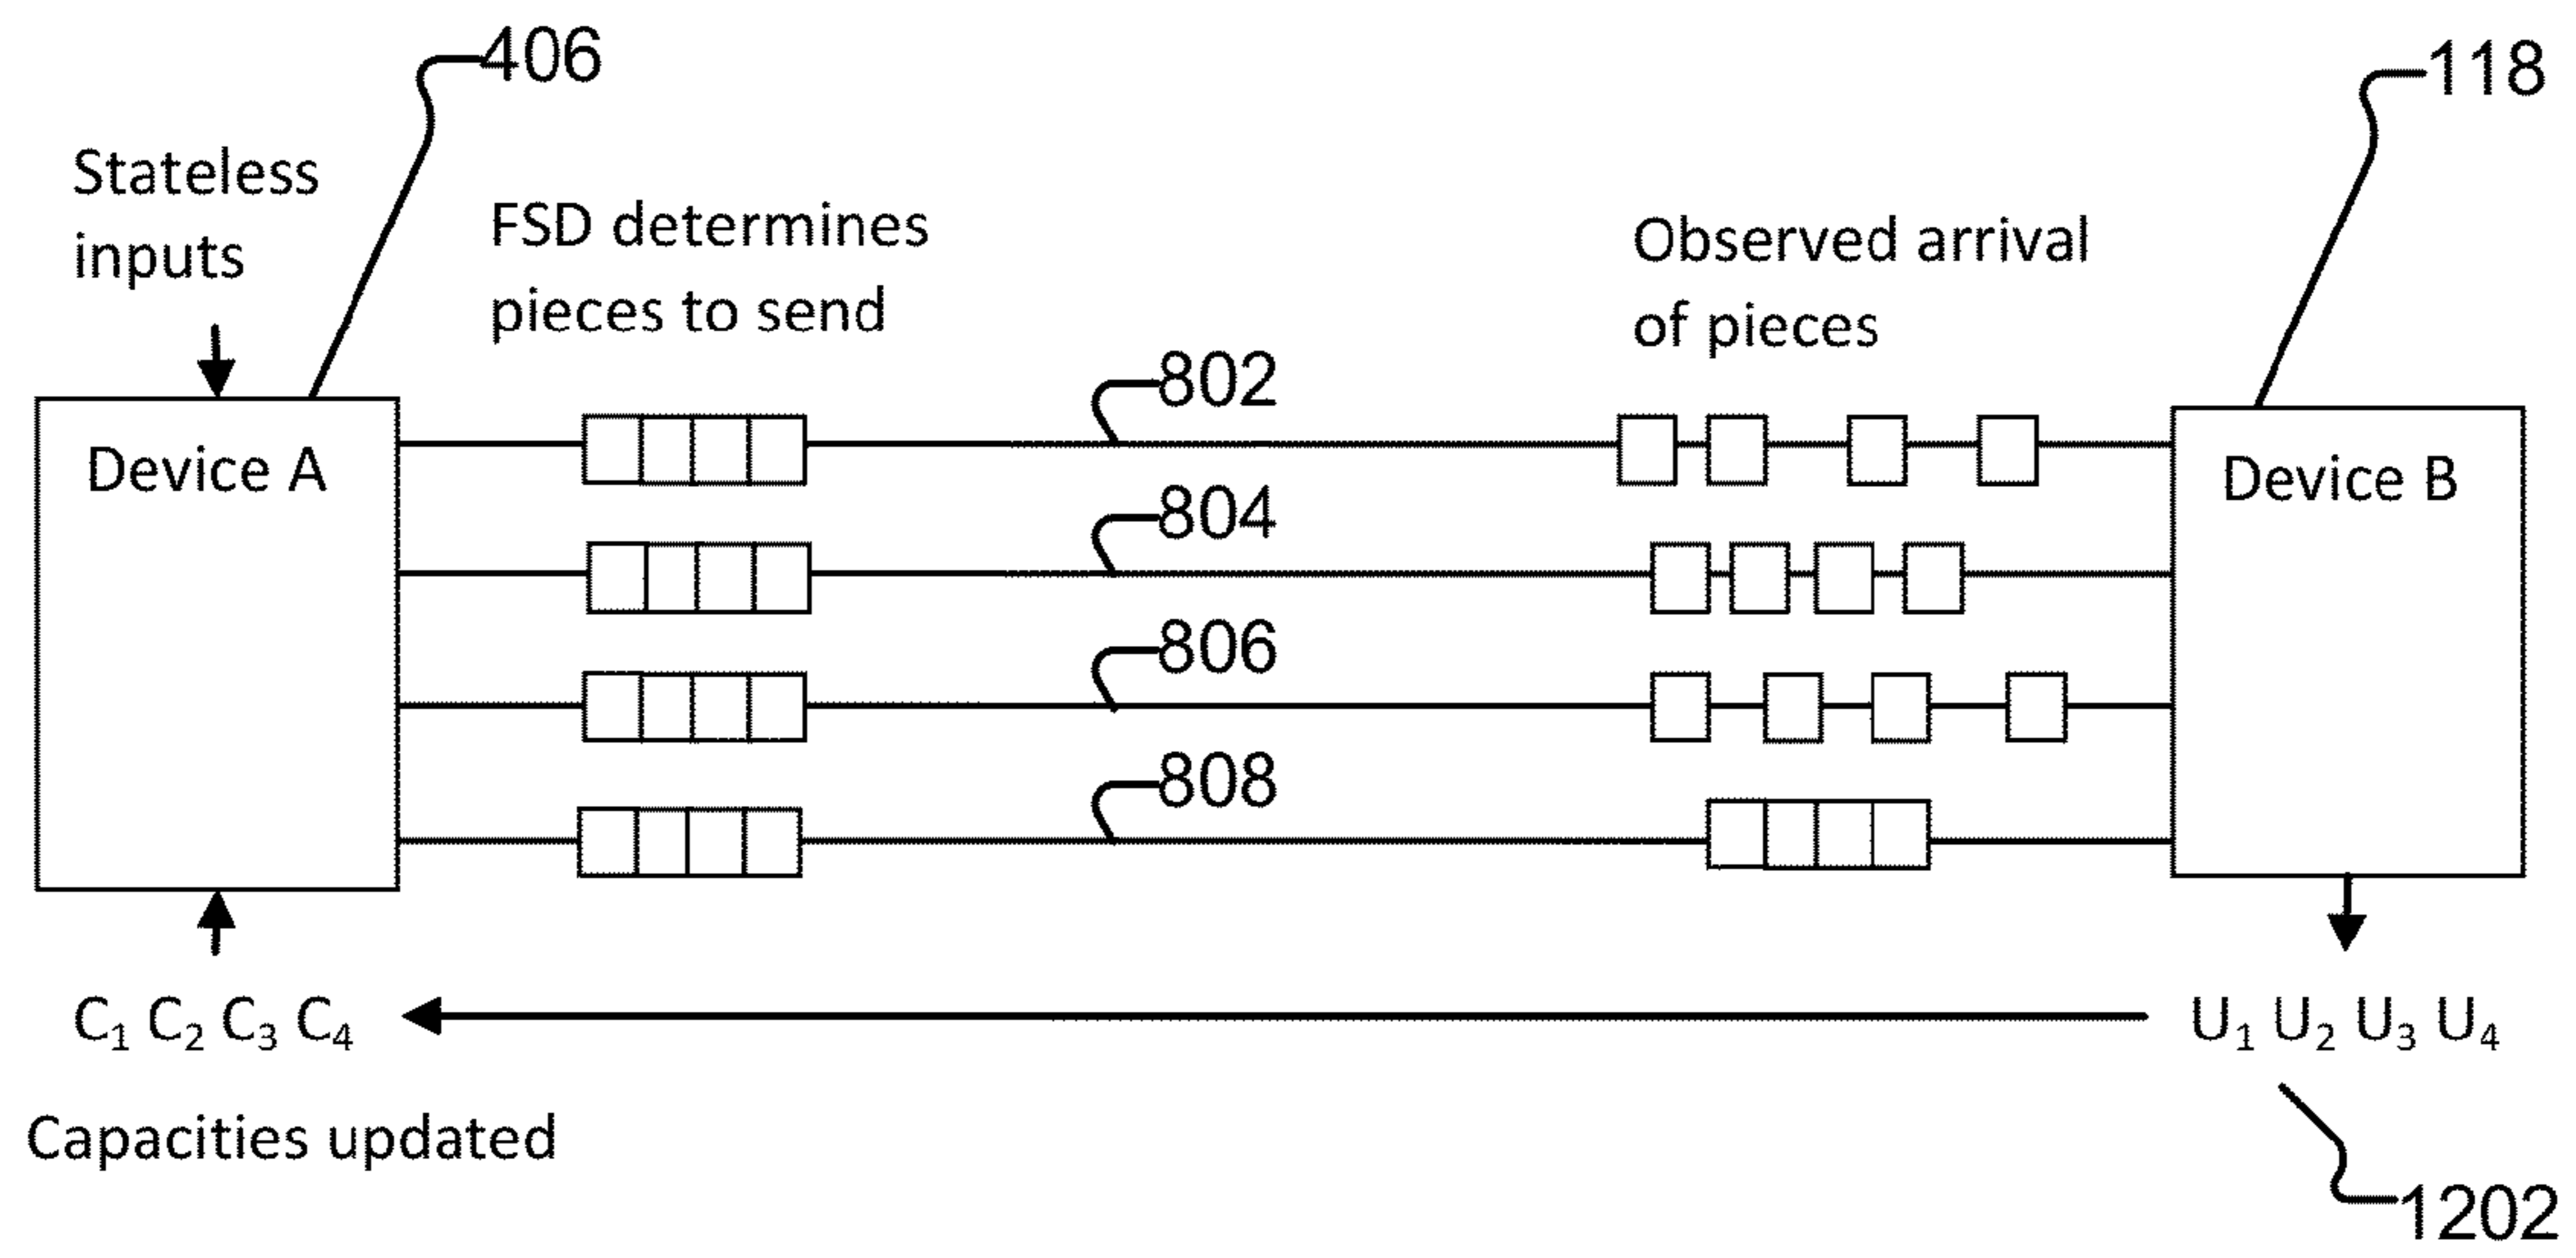 406
118
Stateless
inputs
FSD determines
pieces to send
Observed arrival
of pieces
802
Device A
Device B
804
806
808
C₁ C₂ C₃ C₄
U₁ U₂ U₃ U₄
Capacities updated
1202